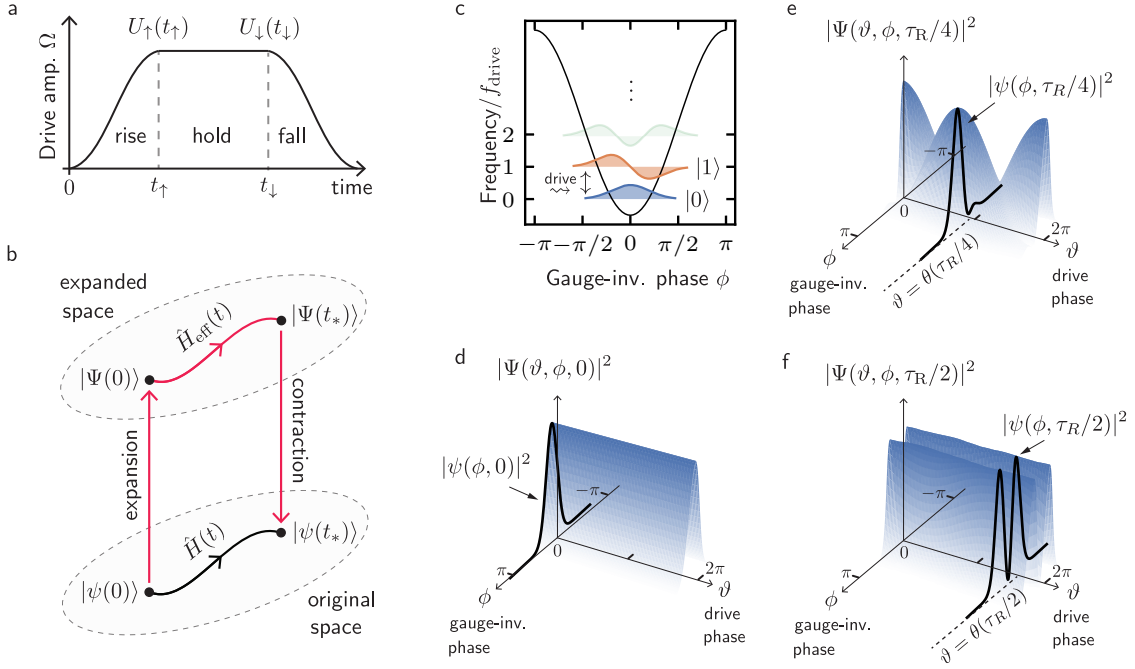 a
U↑(t↑)
U↓(t↓)
Drive amp. Ω
rise
hold
fall
0
t↑
t↓
time
b
expanded
space
|Ψ(0)⟩
Ĥeff(t)
|Ψ(t*)⟩
expansion
contraction
|ψ(0)⟩
Ĥ(t)
|ψ(t*)⟩
original
space
c
−π −π/2 0 π/2 π
Frequency/fdrive
2
1
0
⋮
drive
|1⟩
|0⟩
−π −π/2 0 π/2 π
Gauge-inv. phase ϕ
d
|Ψ(ϑ, ϕ, 0)|²
|ψ(ϕ, 0)|²
−π
0
π
ϕ
gauge-inv.
phase
2π
ϑ
drive
phase
e
|Ψ(ϑ, ϕ, τR/4)|²
|ψ(ϕ, τR/4)|²
−π
0
π
ϕ
gauge-inv.
phase
ϑ = θ(τR/4)
2π
ϑ
drive
phase
f
|Ψ(ϑ, ϕ, τR/2)|²
|ψ(ϕ, τR/2)|²
−π
0
π
ϕ
gauge-inv.
phase
ϑ = θ(τR/2)
2π
ϑ
drive
phase